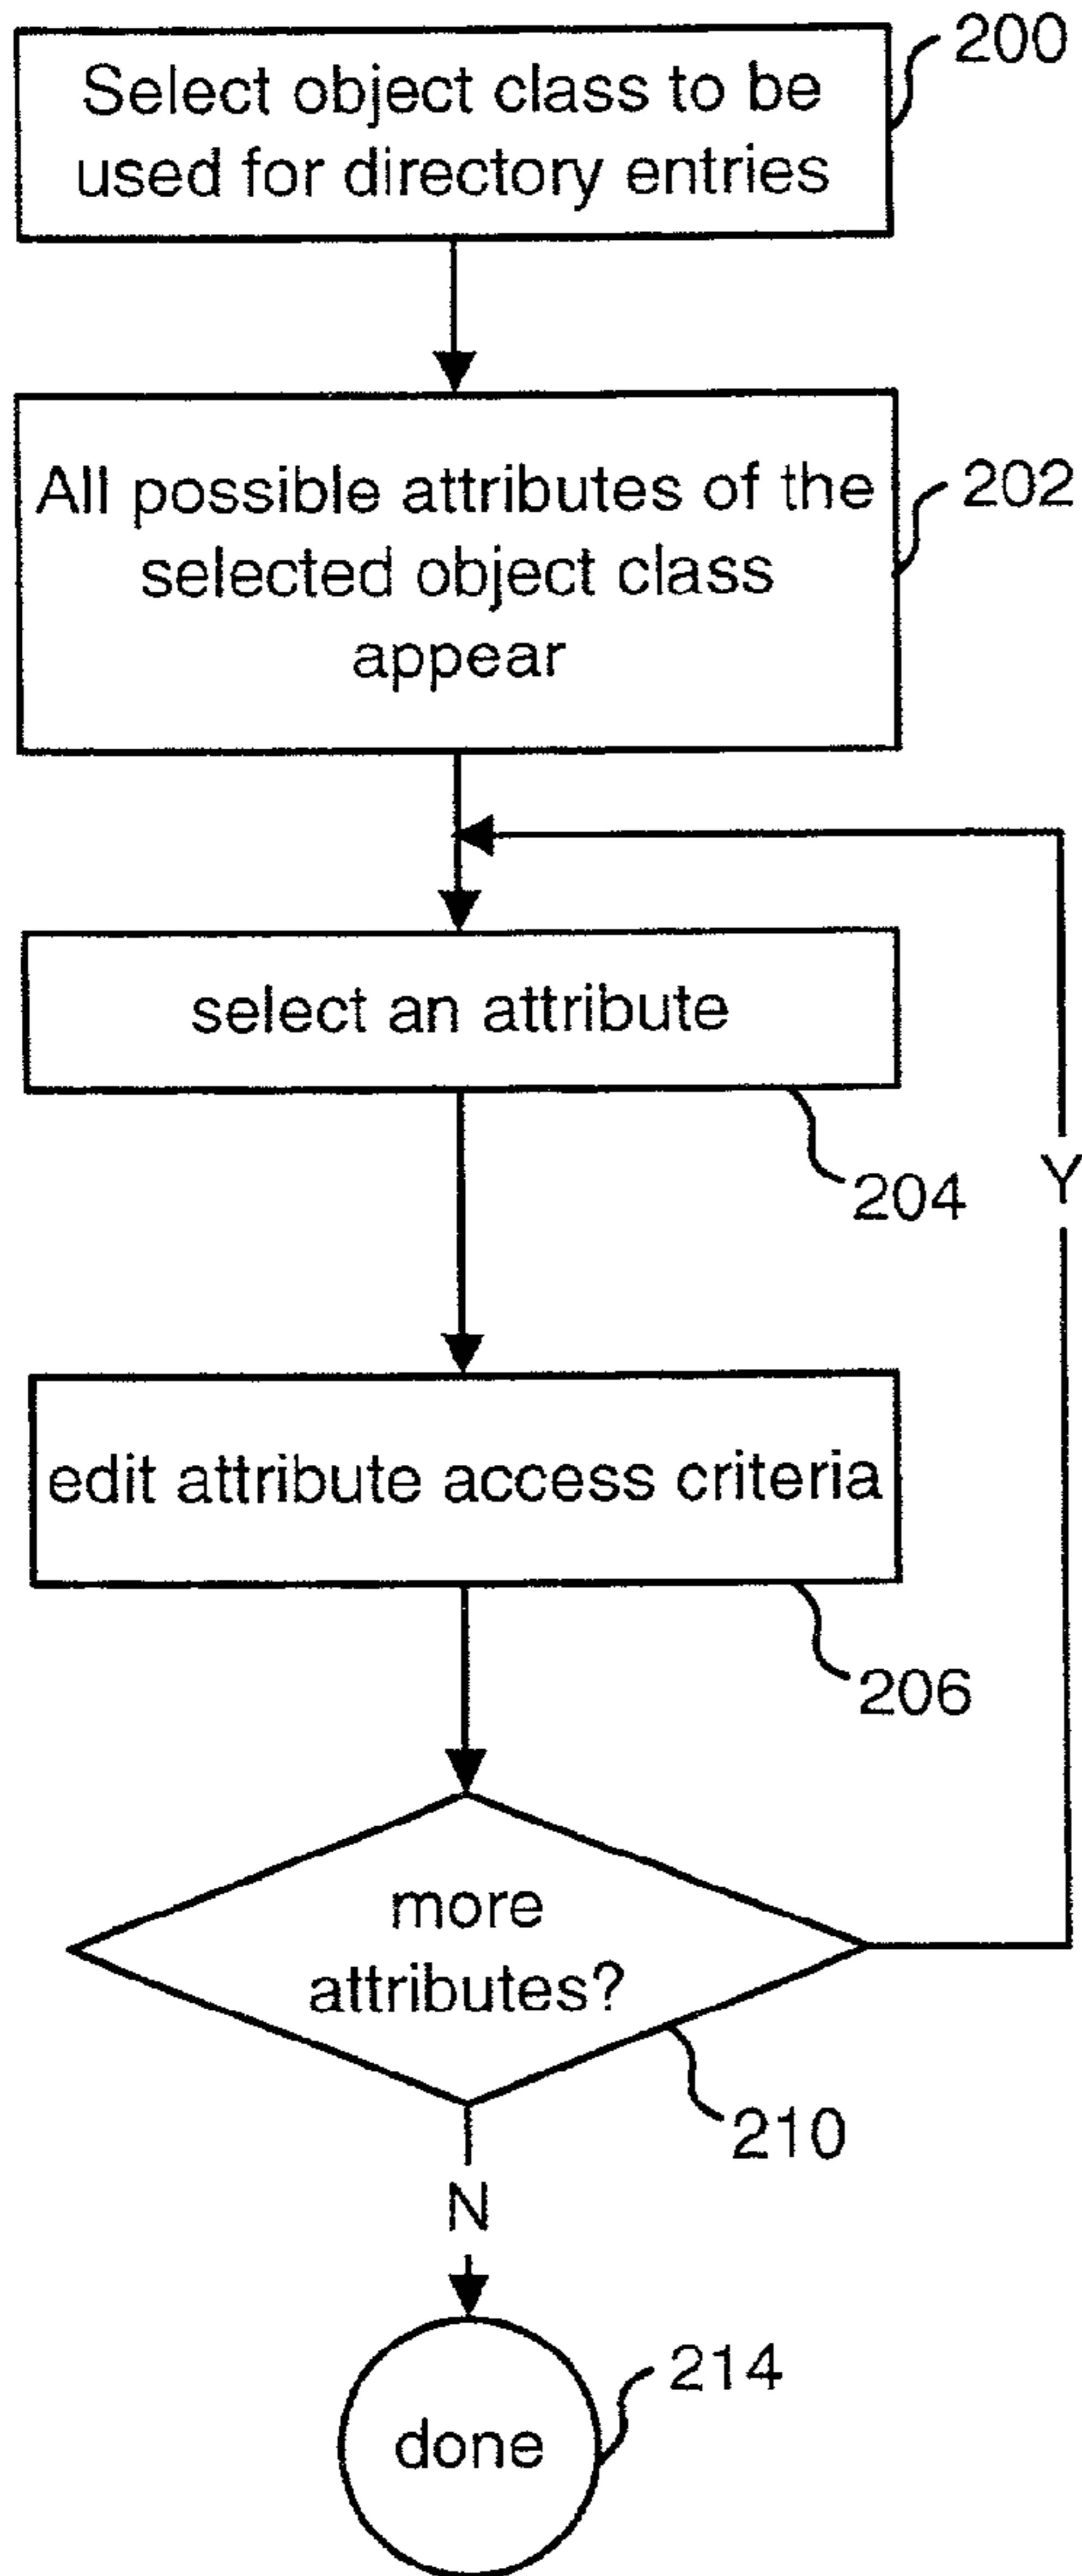 Select object class to be
used for directory entries
200
All possible attributes of the
selected object class
appear
202
select an attribute
204
Y
edit attribute access criteria
206
more
attributes?
210
N
done
214